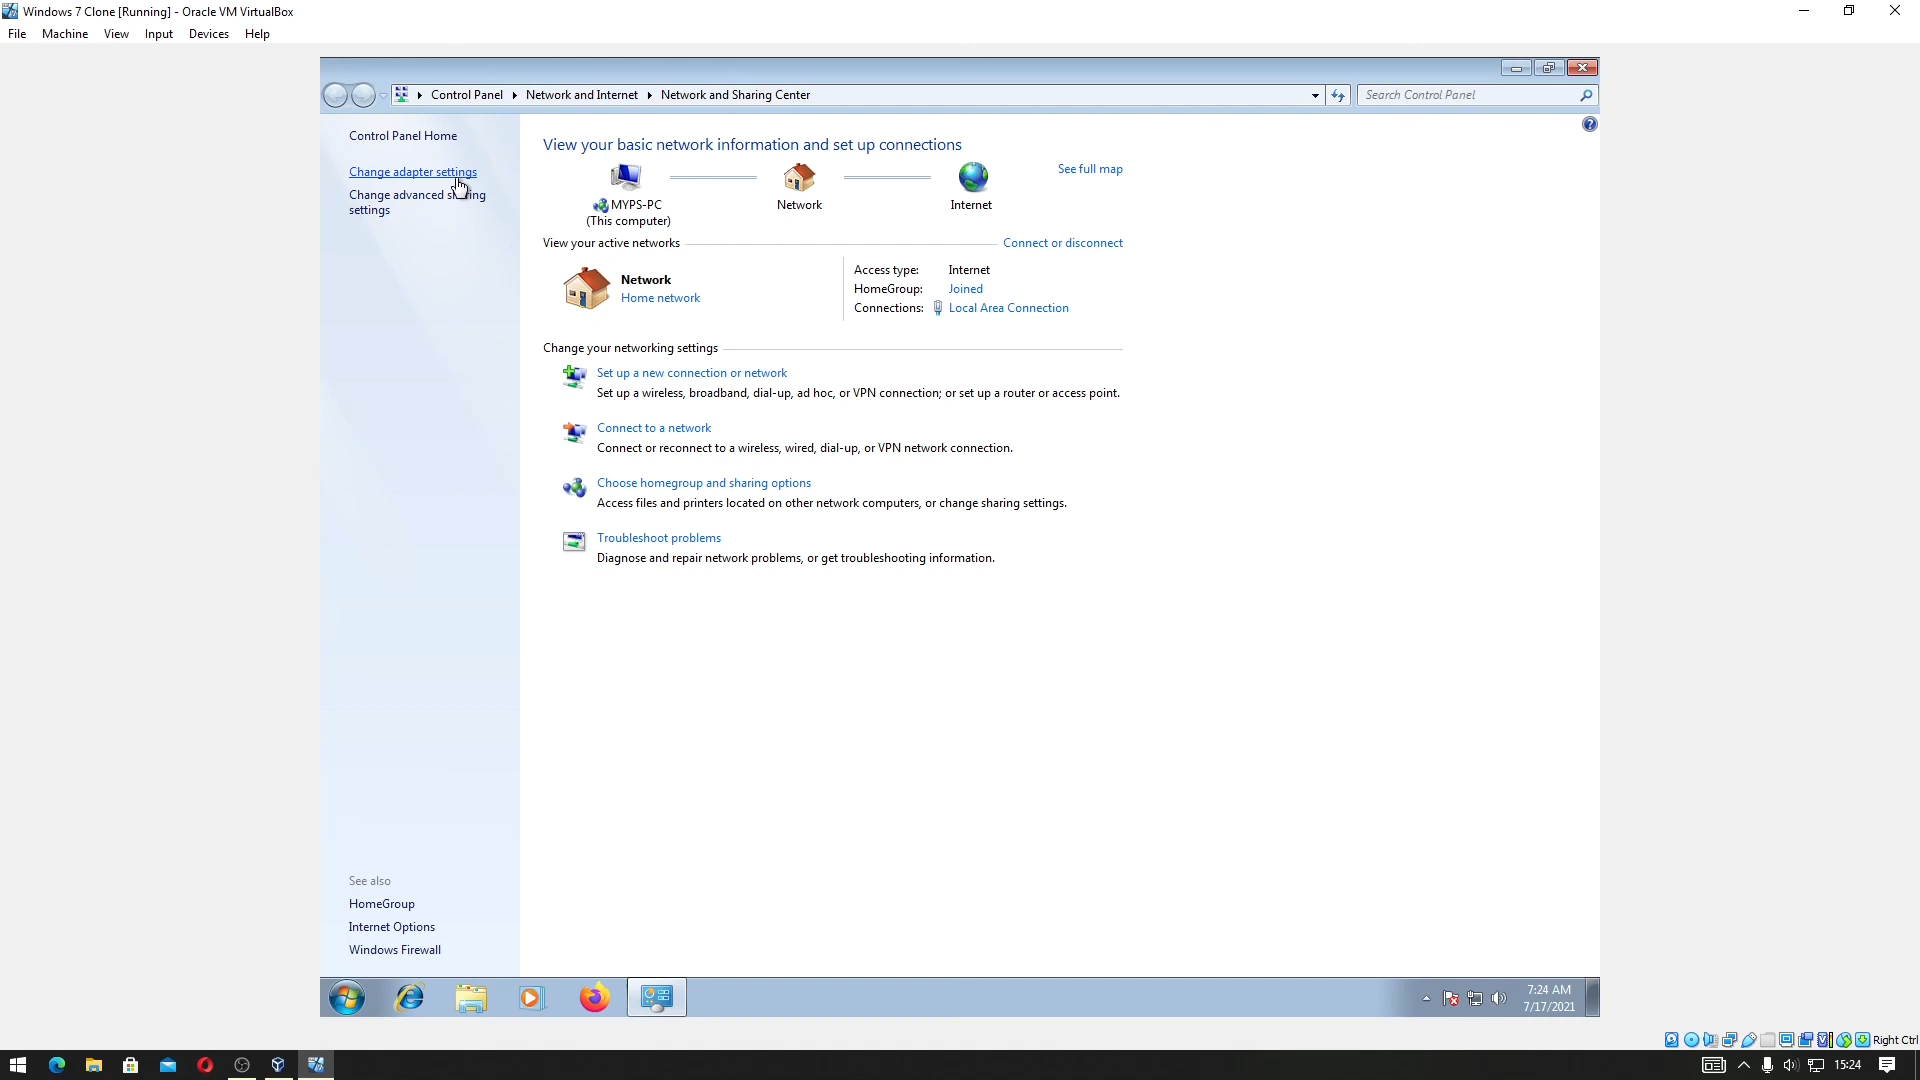 Windows 7 Clone [Running] - Oracle VM VirtualBox
File Machine View Input Devices Help
Control Panel Network and Internet Network and Sharing Center
Search Control Panel
Control Panel Home
Change adapter settings
Change advanced sharing
settings
View your basic network information and set up connections
See full map
MYPS-PC
(This computer)
Network
Internet
View your active networks
Connect or disconnect
Network
Home network
Access type: Internet
HomeGroup: Joined
Connections: Local Area Connection
Change your networking settings
Set up a new connection or network
Set up a wireless, broadband, dial-up, ad hoc, or VPN connection; or set up a router or access point.
Connect to a network
Connect or reconnect to a wireless, wired, dial-up, or VPN network connection.
Choose homegroup and sharing options
Access files and printers located on other network computers, or change sharing settings.
Troubleshoot problems
Diagnose and repair network problems, or get troubleshooting information.
See also
HomeGroup
Internet Options
Windows Firewall
7:24 AM
7/17/2021
Right Ctrl
15:24